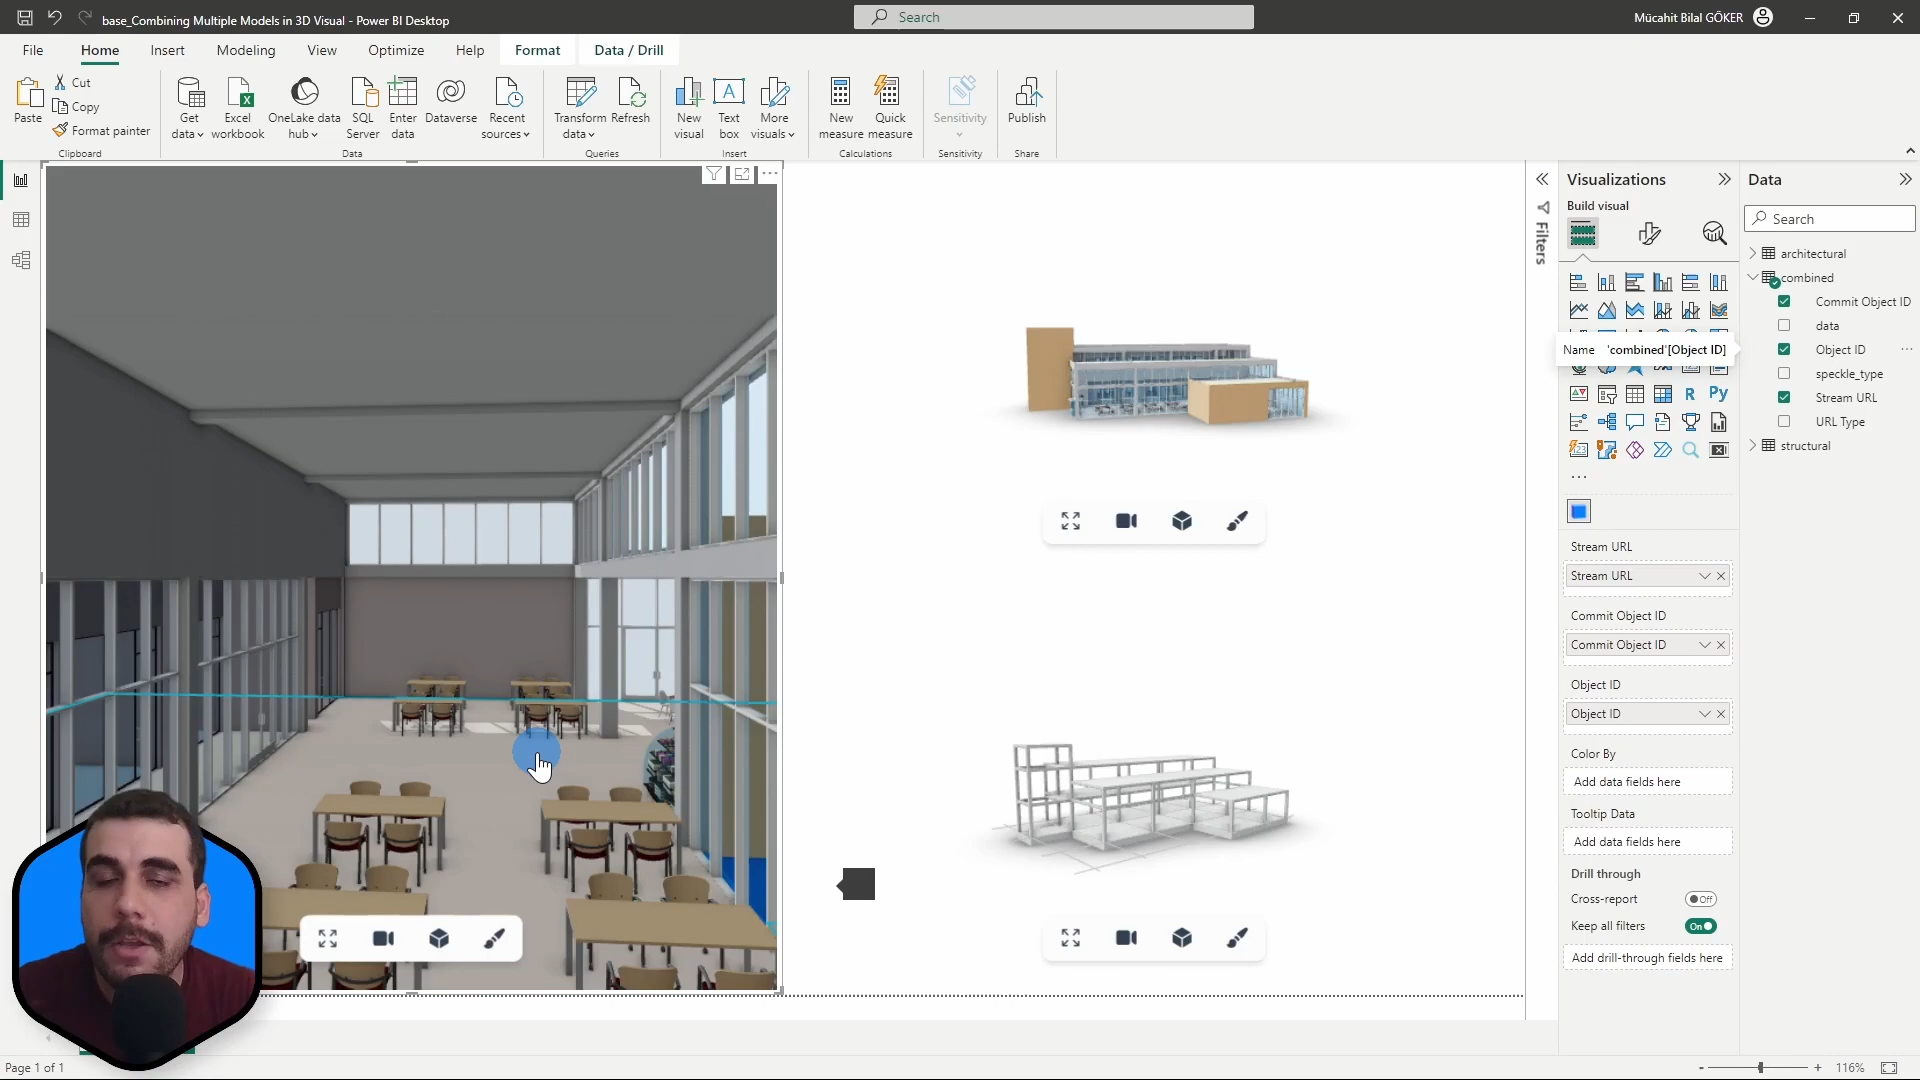 base_Combining Multiple Models in 3D Visual - Power BI Desktop
Search
Mücahit Bilal GÖKER
File
Home
Insert
Modeling
View
Optimize
Help
Format
Data / Drill
Paste
Cut
Copy
Format painter
Clipboard
Get data
Excel workbook
OneLake data hub
SQL Server
Enter data
Dataverse
Recent sources
Data
Transform data
Refresh
Queries
New visual
Text box
More visuals
Insert
New measure
Quick measure
Calculations
Sensitivity
Sensitivity
Publish
Share
Filters
Visualizations
Build visual
Name 'combined'[Object ID]
R
Py
123
...
Stream URL
Stream URL
Commit Object ID
Commit Object ID
Object ID
Object ID
Color By
Add data fields here
Tooltip Data
Add data fields here
Drill through
Cross-report
Off
Keep all filters
On
Add drill-through fields here
Data
Search
architectural
combined
Commit Object ID
data
Object ID
speckle_type
Stream URL
URL Type
structural
Page 1 of 1
- + 116%